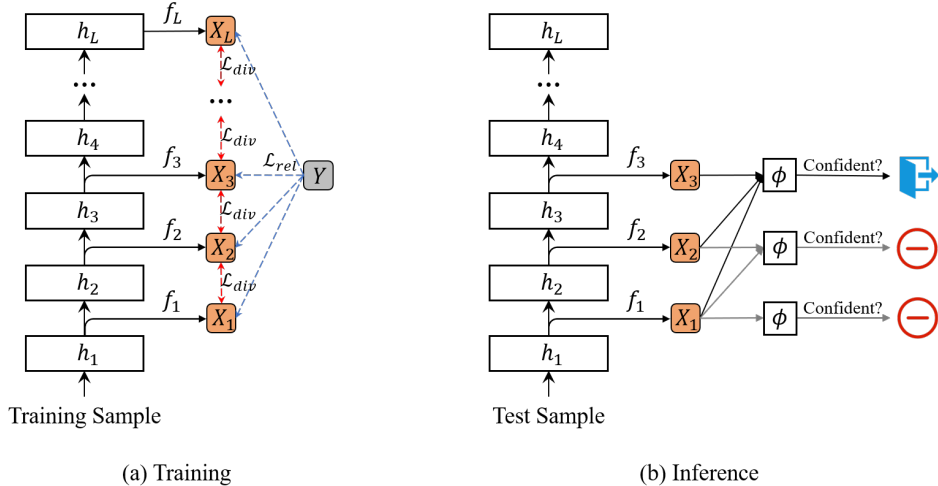 h_L
f_L
X_L
ℒ_div
...
...
h_4
ℒ_div
f_3
X_3
ℒ_rel
Y
h_3
ℒ_div
f_2
X_2
h_2
ℒ_div
f_1
X_1
h_1
Training Sample
(a) Training
h_L
...
h_4
f_3
X_3
ϕ
Confident?
h_3
f_2
X_2
ϕ
Confident?
h_2
f_1
X_1
ϕ
Confident?
h_1
Test Sample
(b) Inference